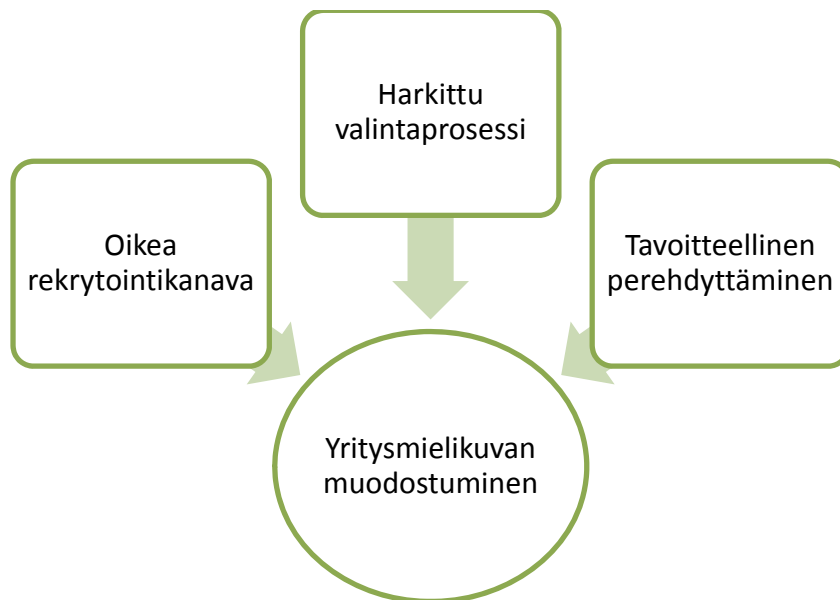 Harkittu
valintaprosessi
Oikea
rekrytointikanava
Tavoitteellinen
perehdyttäminen
Yritysmielikuvan
muodostuminen